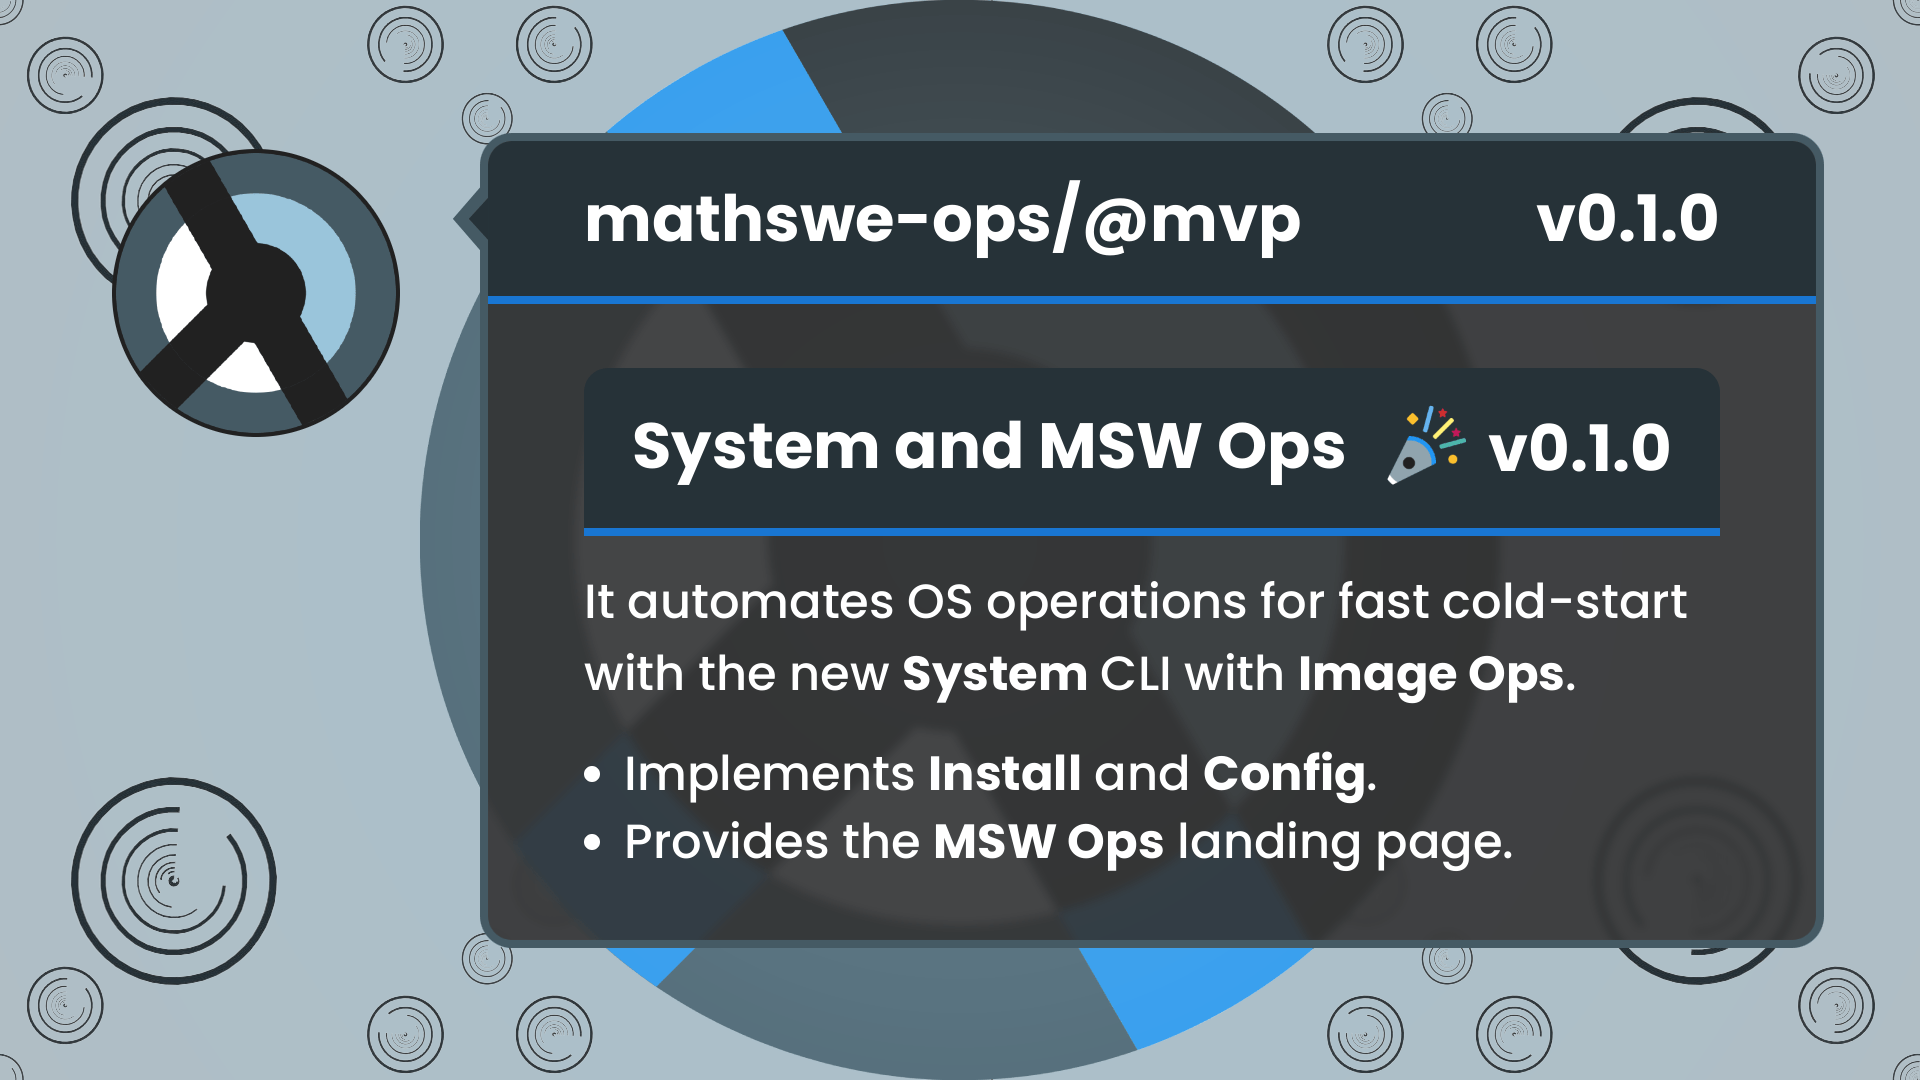 mathswe-ops/@mvp v0.1.0
System and MSW Ops 🎉 v0.1.0
It automates OS operations for fast cold-start
with the new System CLI with Image Ops.
• Implements Install and Config.
• Provides the MSW Ops landing page.